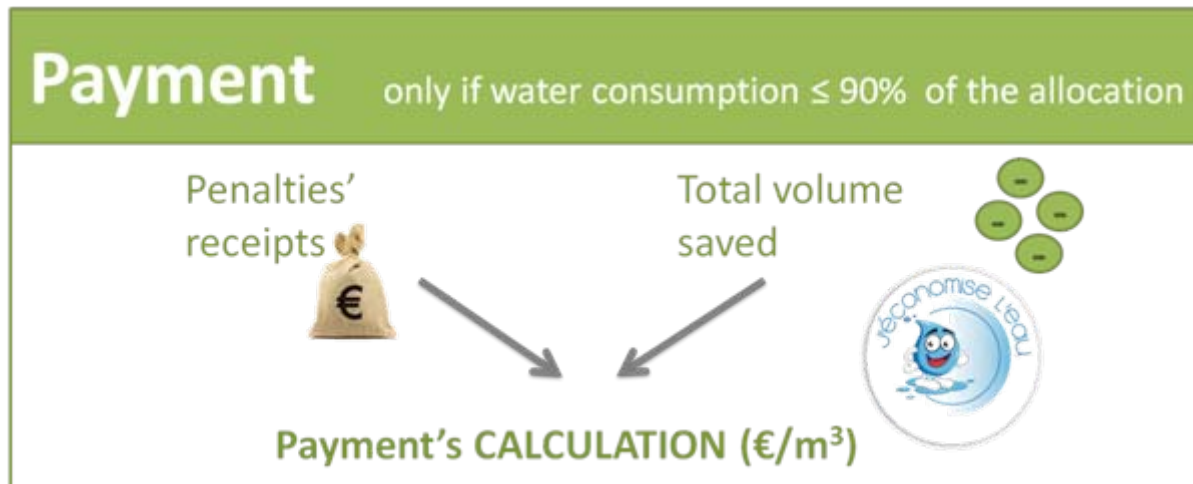 Payment only if water consumption ≤ 90% of the allocation
Penalties’
receipts
€
Total volume
saved
-
-
-
-
J'économise L'eau
Payment’s CALCULATION (€/m³)